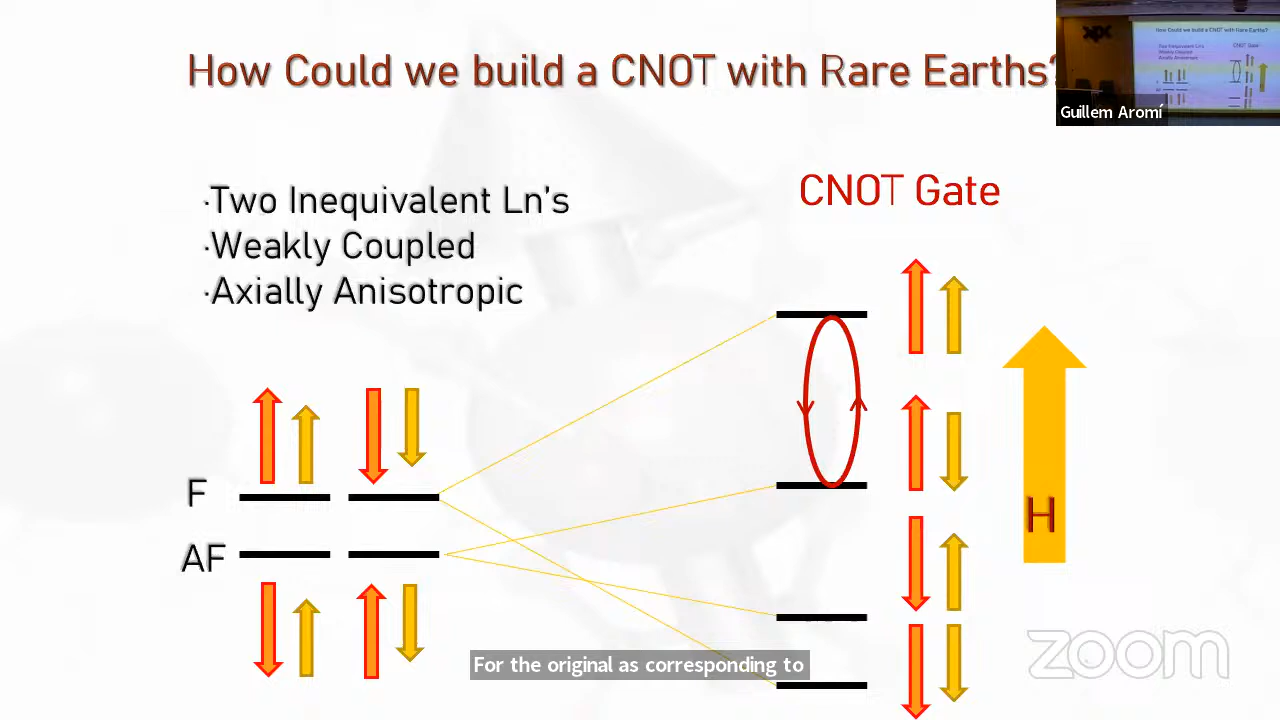 How Could we build a CNOT with Rare Earths?
Guillem Aromí
·Two Inequivalent Ln's
·Weakly Coupled
·Axially Anisotropic
CNOT Gate
F
AF
H
For the original as corresponding to
zoom